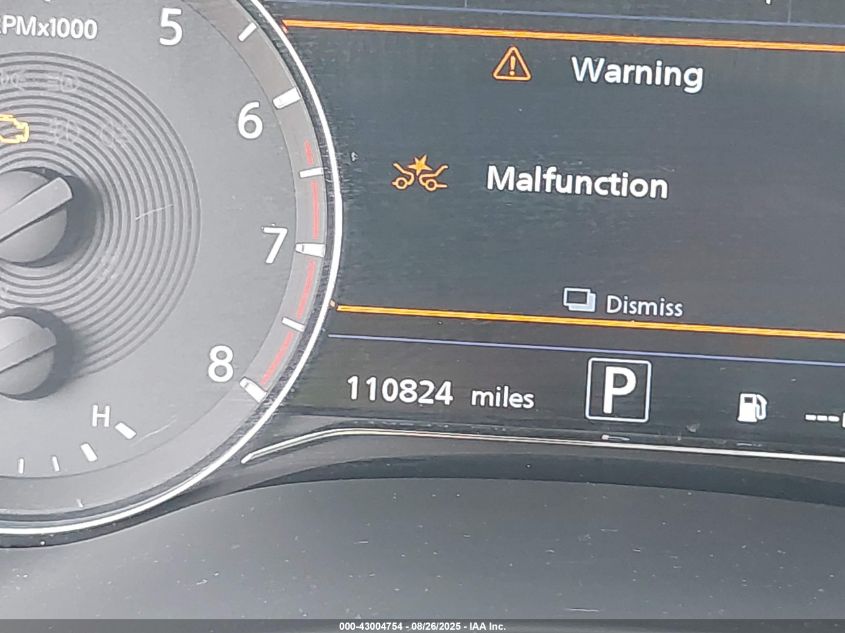 RPMx1000
5
6
7
8
H
Warning
Malfunction
Dismiss
110824 miles
P
---
000-43004754 - 08/26/2025 - IAA Inc.